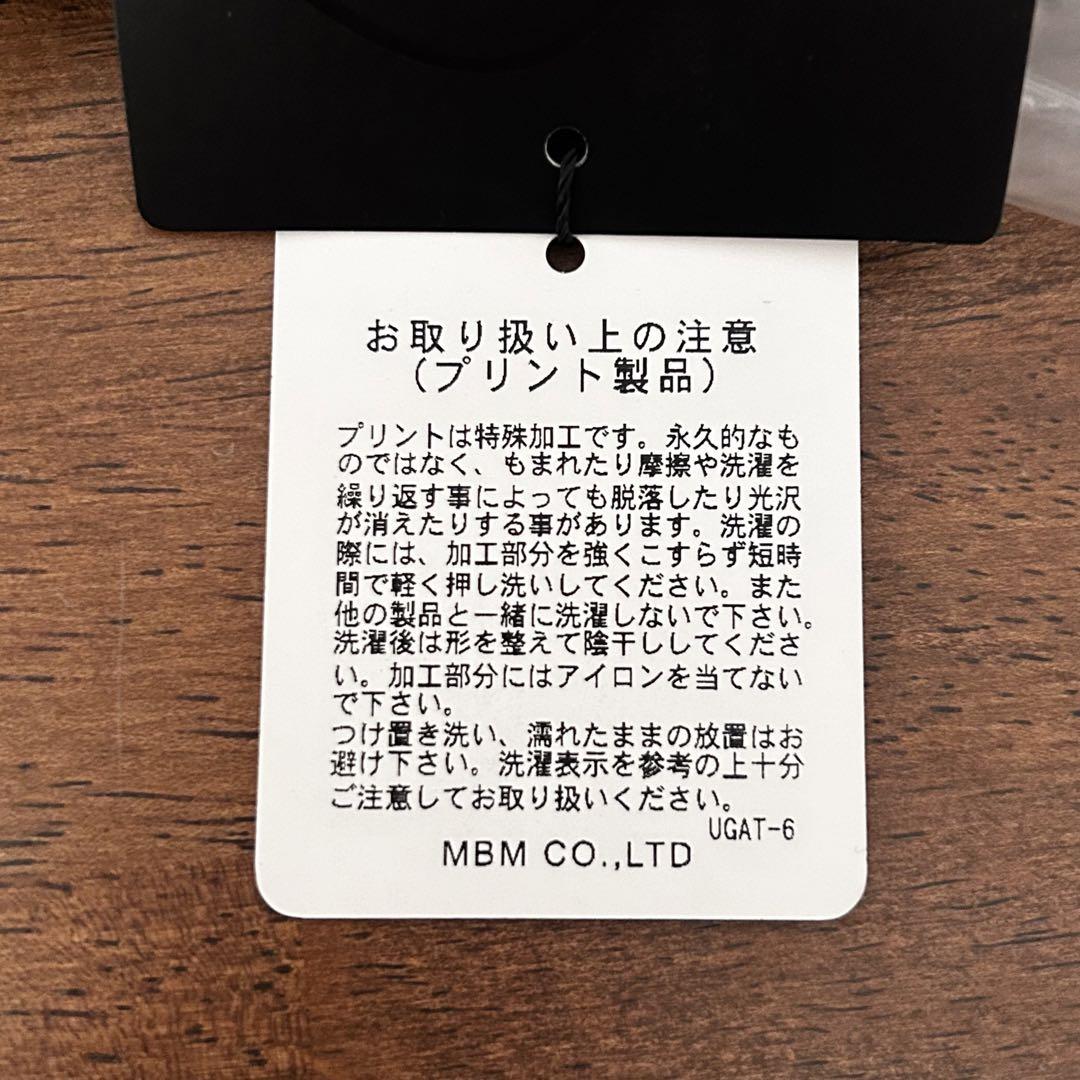 お取り扱い上の注意
(プリント製品)
プリントは特殊加工です。永久的なも
のではなく、もまれたり摩擦や洗濯を
繰り返す事によっても脱落したり光沢
が消えたりする事があります。洗濯の
際には、加工部分を強くこすらず短時
間で軽く押し洗いしてください。また
他の製品と一緒に洗濯しないで下さい。
洗濯後は形を整えて陰干ししてくださ
い。加工部分にはアイロンを当てない
で下さい。
つけ置き洗い、濡れたままの放置はお
避け下さい。洗濯表示を参考の上十分
ご注意してお取り扱いください。
UGAT-6
MBM CO.,LTD